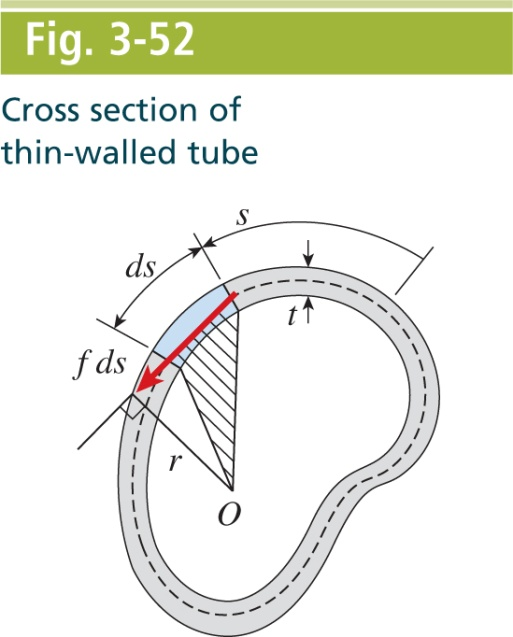 Fig. 3-52
Cross section of
thin-walled tube
s
ds
t
f ds
r
O